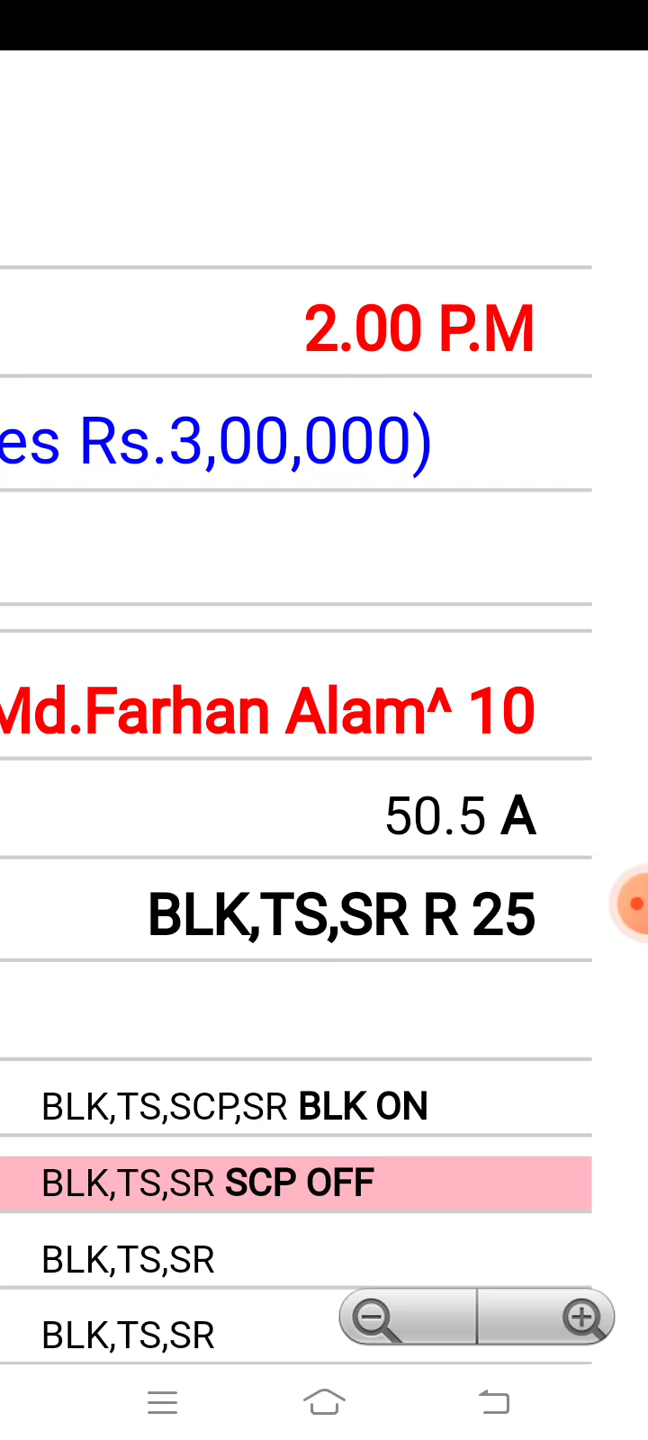 2.00 P.M
es Rs.3,00,000)
Md.Farhan Alam^ 10
50.5 A
BLK,TS,SR R 25
BLK,TS,SCP,SR BLK ON
BLK,TS,SR SCP OFF
BLK,TS,SR
BLK,TS,SR